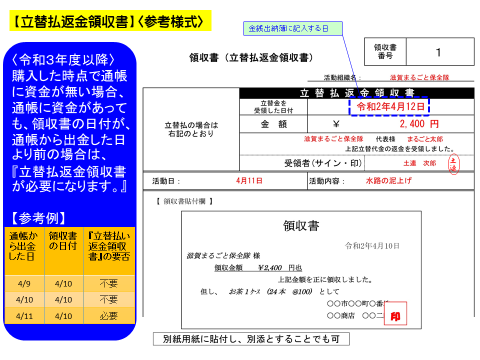 【立替払返金領収書】〈参考様式〉
〈令和３年度以降〉
購入した時点で通帳
に資金が無い場合、
通帳に資金があって
も、領収書の日付が、
通帳から出金した日
より前の場合は、
『立替払返金領収書
が必要になります。』
【参考例】
通帳か
ら出金
した日
領収書
の日付
『立替払い
返金領収
書』の要否
4/9 4/10 不要
4/10 4/10 不要
4/11 4/10 必要
金銭出納簿に記入する日
領収書（立替払返金領収書）
領収書
番号
1
活動組織名： 滋賀まるごと保全隊
立替払返金領収書
立替払の場合は
右記のとおり
立替金を
受領した日付
令和2年4月12日
金　額 ￥ 2,400 円
滋賀まるごと保全隊 代表様 まるごと太郎
上記立替代金の返金を受領しました。
受領者（サイン・印） 土連　次郎 土連
活動日： 4月11日 活動内容： 水路の泥上げ
【 領収書貼付欄 】
領収書
令和2年4月10日
滋賀まるごと保全隊 様
領収金額　￥2,400　円也
上記金額を正に領収しました。
但し、　お茶１ケス（24本　@100）として
〇〇市〇〇町〇番
〇〇商店　〇〇二
印
別紙用紙に貼付し、別添とすることでも可